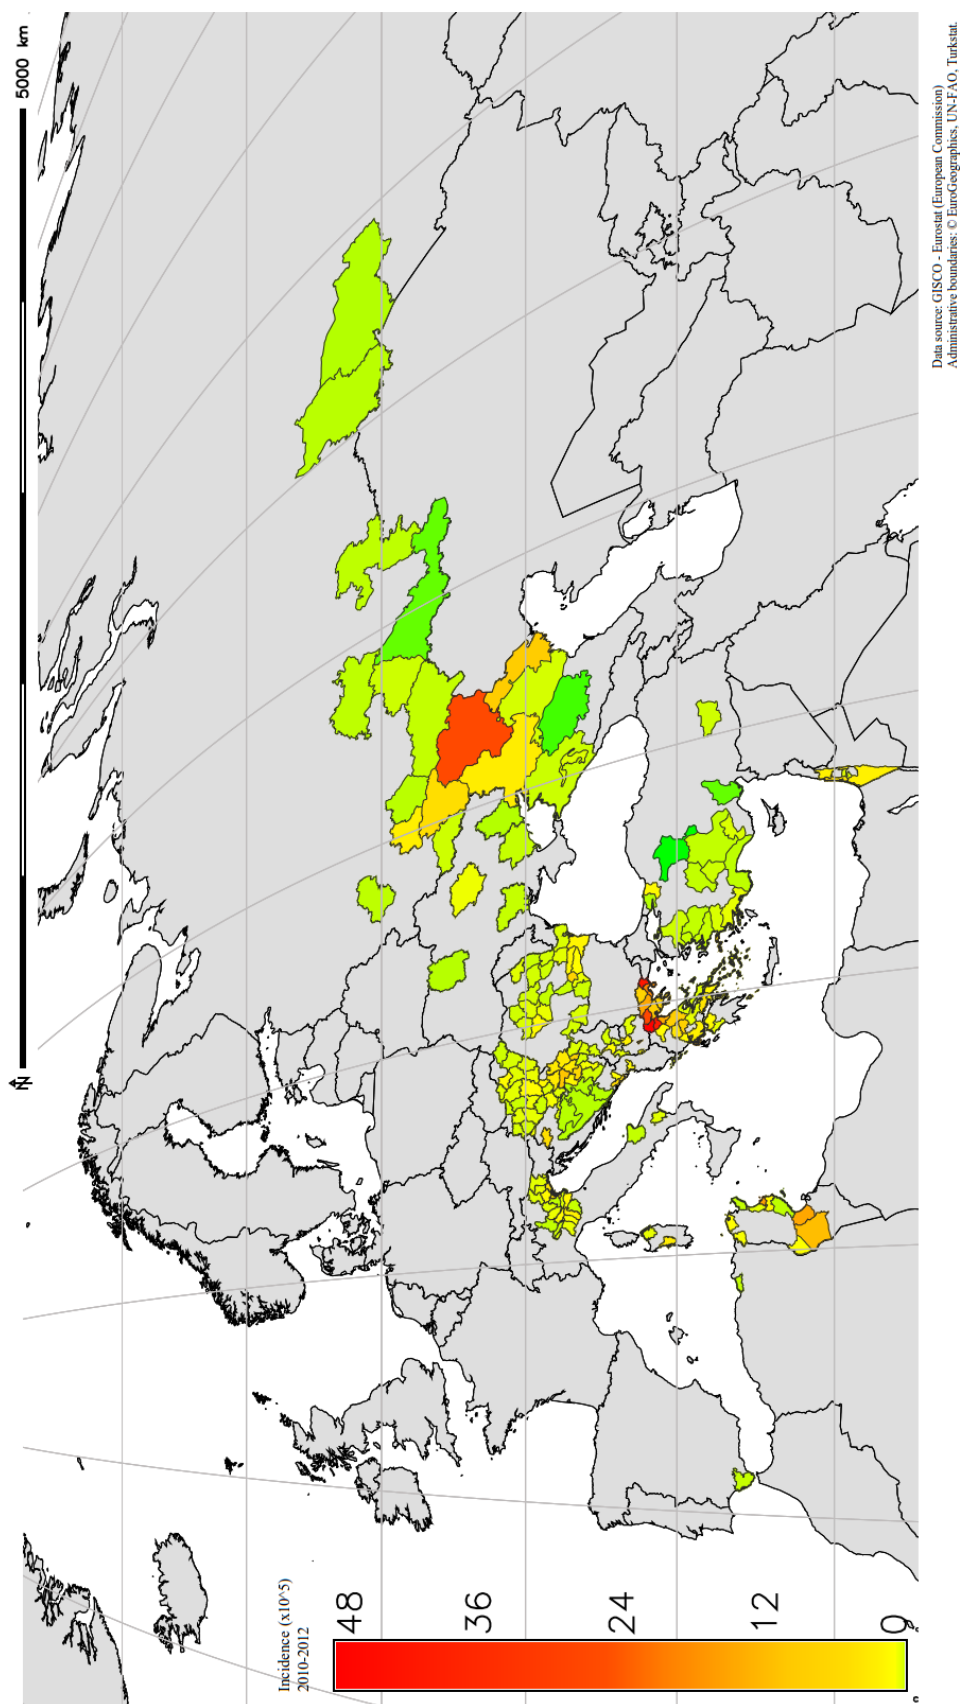 5000 km
N
Incidence (x10^5)
2010-2012
48
36
24
12
0
Data source: GISCO - Eurostat (European Commission)
Administrative boundaries: © EuroGeographics, UN-FAO, Turkstat.